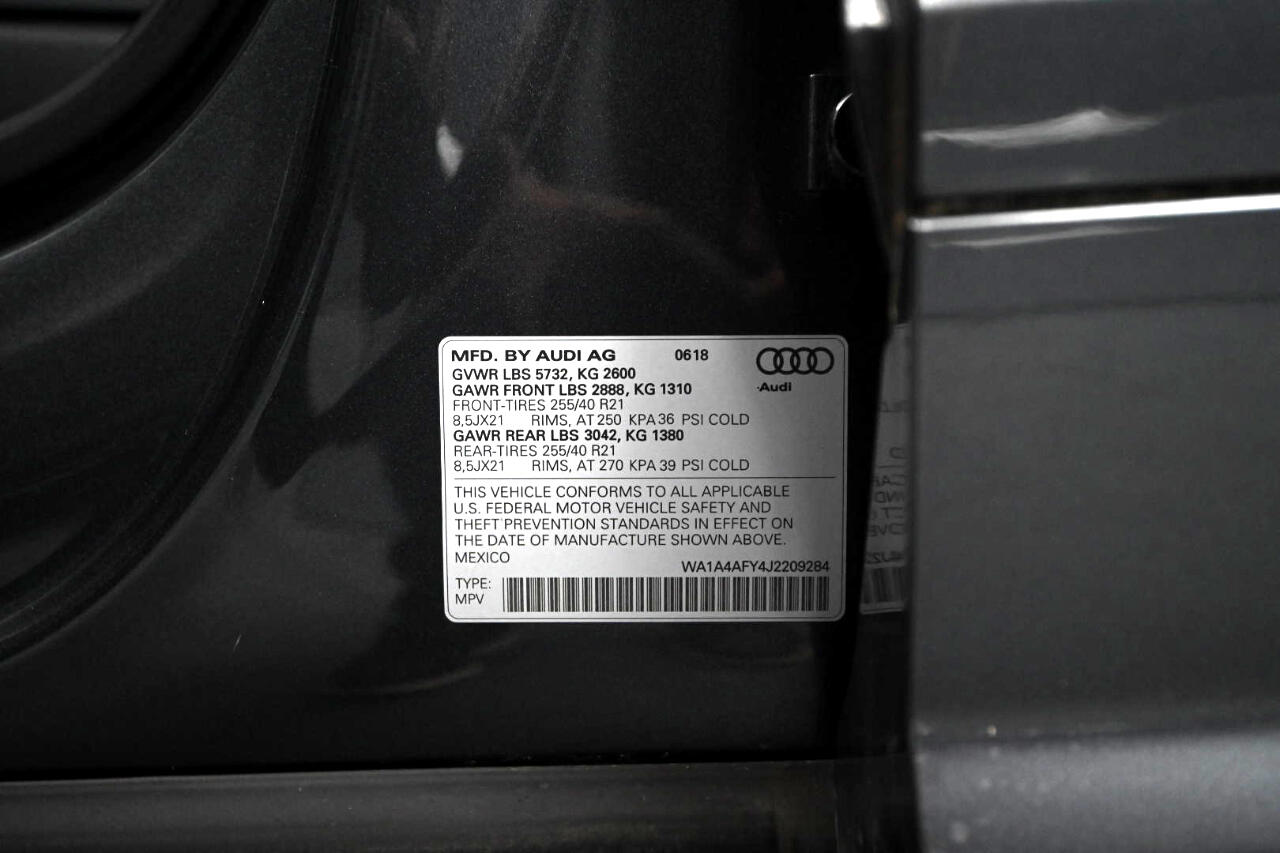 MFD. BY AUDI AG 0618
GVWR LBS 5732, KG 2600
GAWR FRONT LBS 2888, KG 1310
Audi
FRONT-TIRES 255/40 R21
8,5JX21 RIMS, AT 250 KPA 36 PSI COLD
GAWR REAR LBS 3042, KG 1380
REAR-TIRES 255/40 R21
8,5JX21 RIMS, AT 270 KPA 39 PSI COLD
THIS VEHICLE CONFORMS TO ALL APPLICABLE
U.S. FEDERAL MOTOR VEHICLE SAFETY AND
THEFT PREVENTION STANDARDS IN EFFECT ON
THE DATE OF MANUFACTURE SHOWN ABOVE.
MEXICO
WA1A4AFY4J2209284
TYPE:
MPV